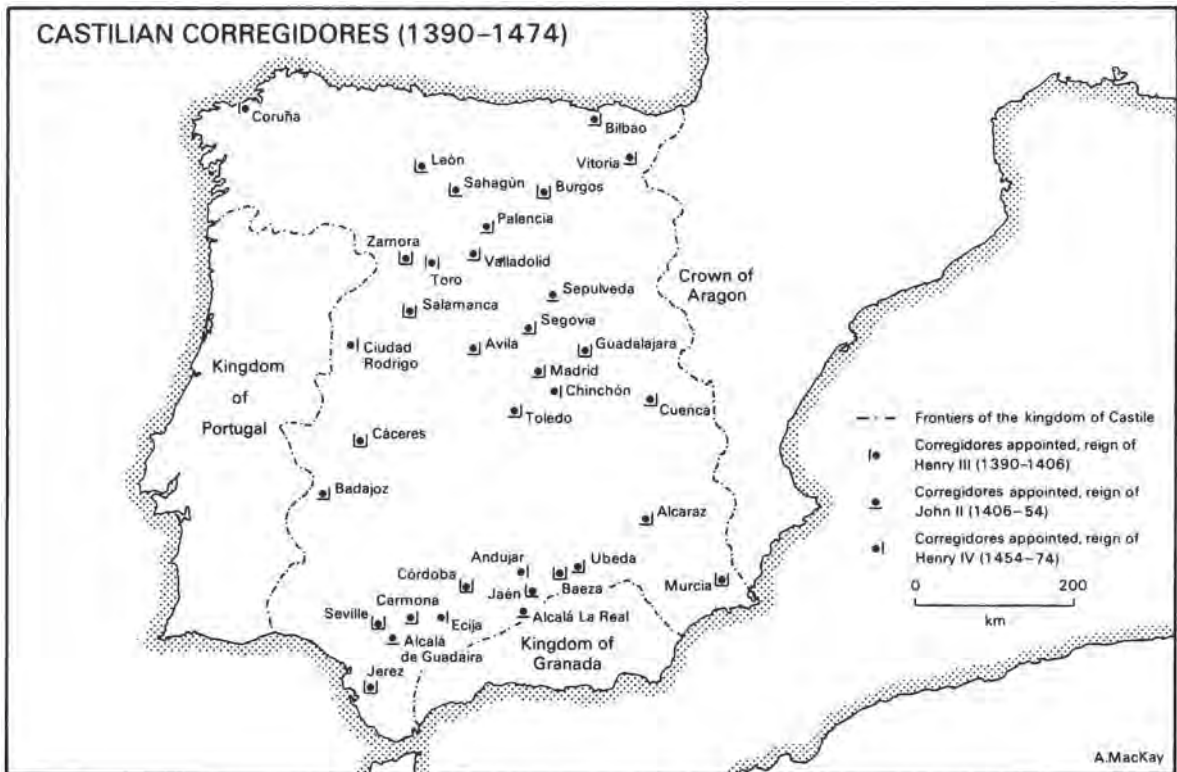 CASTILIAN CORREGIDORES (1390–1474)
Coruña
Bilbao
Vitoria
León
Sahagún
Burgos
Palencia
Zamora
Toro
Valladolid
Crown of
Aragon
Sepulveda
Salamanca
Segovia
Ciudad
Rodrigo
Avila
Guadalajara
Kingdom
of
Portugal
Madrid
Chinchón
Toledo
Cuenca
Cáceres
Badajoz
Alcaraz
Andujar
Ubeda
Córdoba
Jaén
Baeza
Murcia
Seville
Carmona
Ecija
Alcalá La Real
Alcalá
de Guadaira
Kingdom of
Granada
Jerez
Frontiers of the kingdom of Castile
Corregidores appointed, reign of
Henry III (1390–1406)
Corregidores appointed, reign of
John II (1406–54)
Corregidores appointed, reign of
Henry IV (1454–74)
0 200
km
A.MacKay